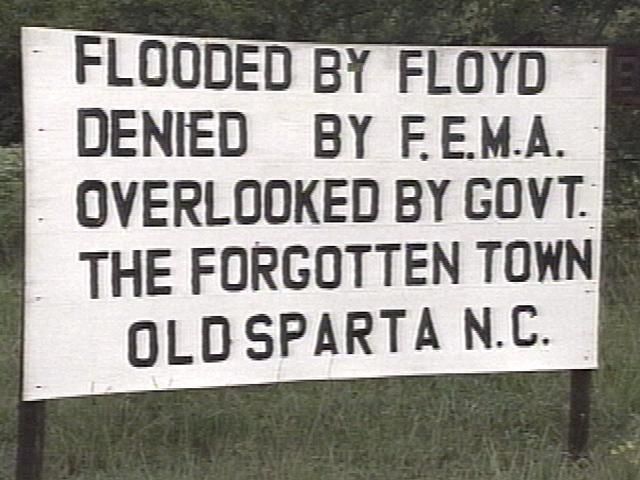 FLOODED BY FLOYD
DENIED BY F.E.M.A.
OVERLOOKED BY GOVT.
THE FORGOTTEN TOWN
OLD SPARTA N.C.